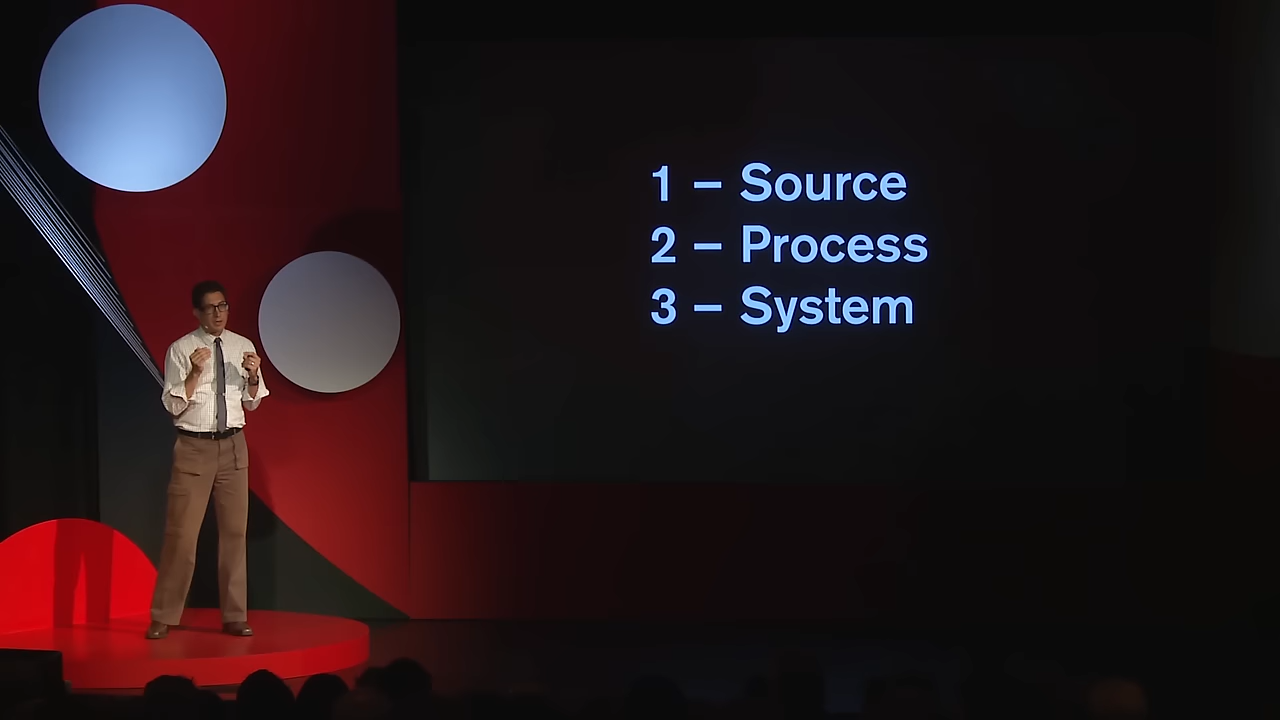 1 – Source
2 – Process
3 – System